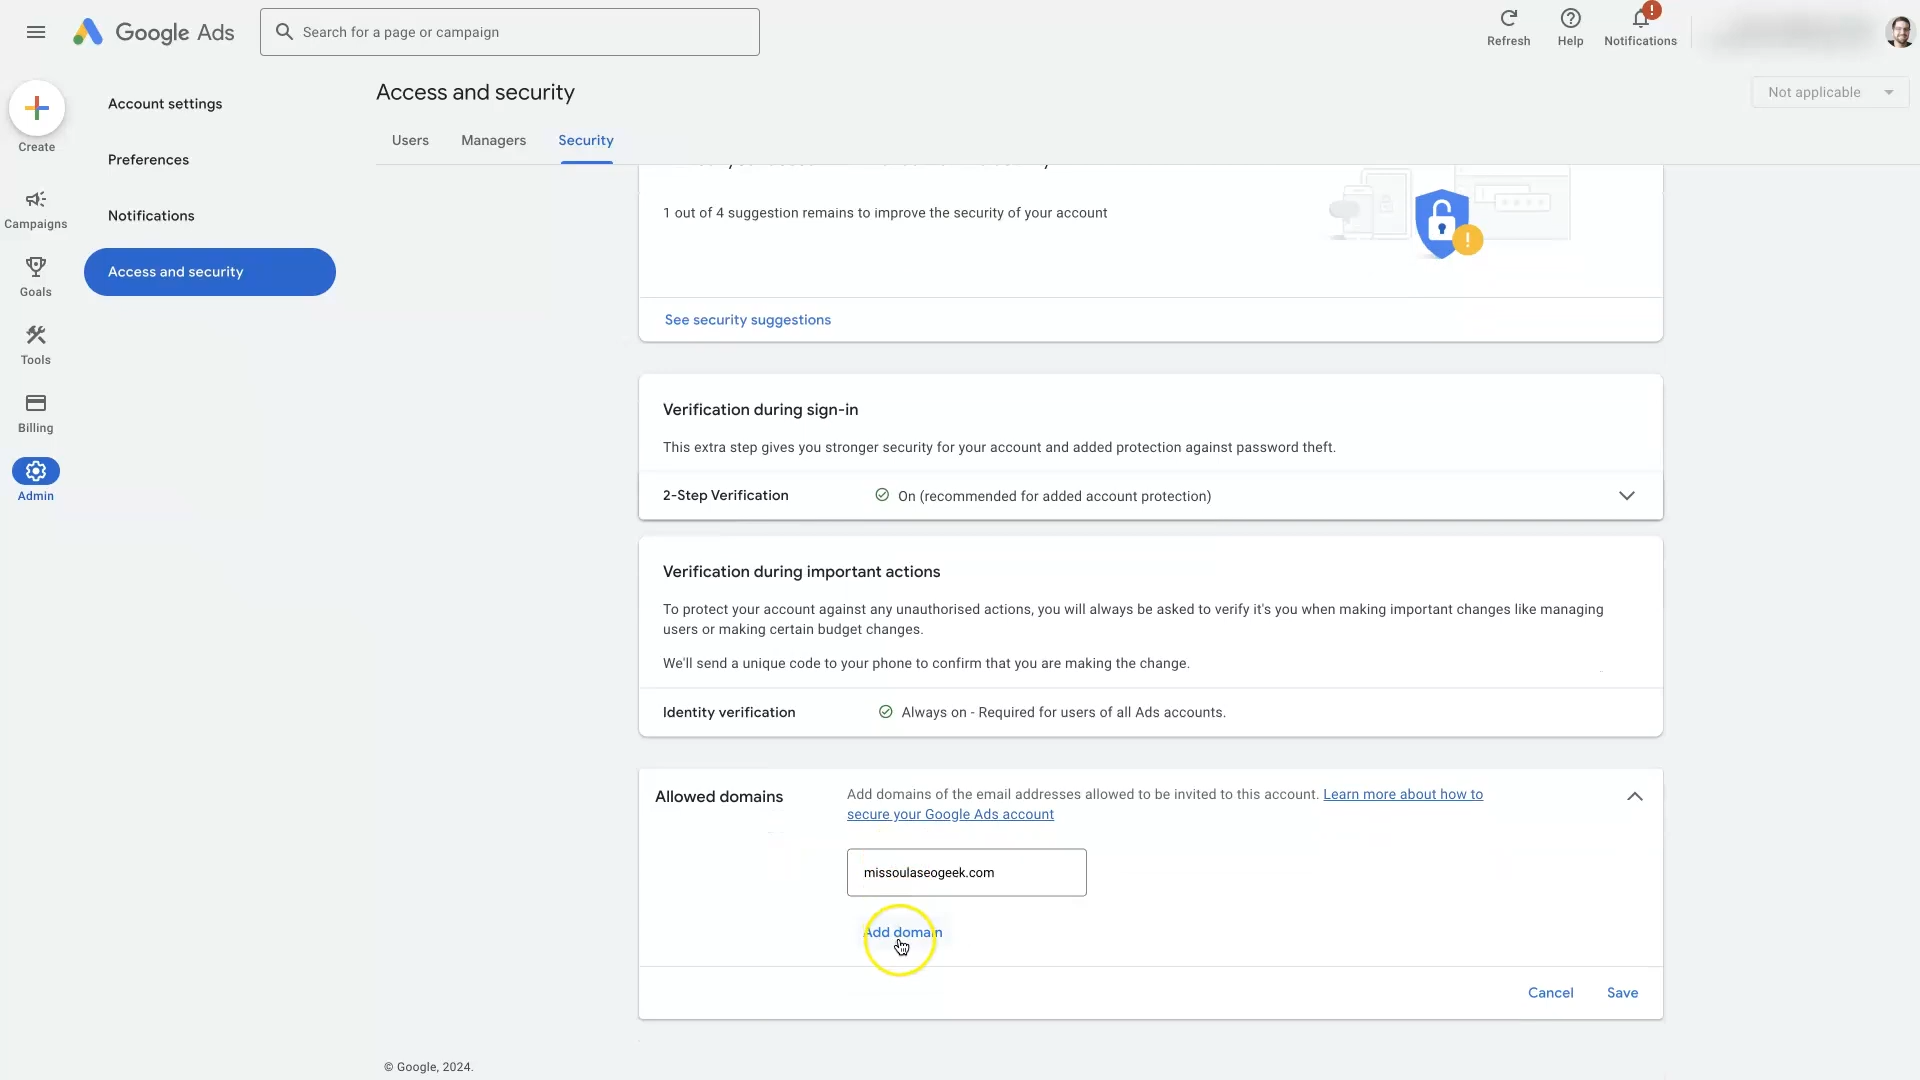 Google Ads
Search for a page or campaign
Refresh
Help
!
Notifications
Create
Campaigns
Goals
Tools
Billing
Admin
Account settings
Preferences
Notifications
Access and security
Access and security
Not applicable
Users
Managers
Security
1 out of 4 suggestion remains to improve the security of your account
!
See security suggestions
Verification during sign-in
This extra step gives you stronger security for your account and added protection against password theft.
2-Step Verification
On (recommended for added account protection)
Verification during important actions
To protect your account against any unauthorised actions, you will always be asked to verify it's you when making important changes like managing
users or making certain budget changes.
We'll send a unique code to your phone to confirm that you are making the change.
Identity verification
Always on - Required for users of all Ads accounts.
Allowed domains
Add domains of the email addresses allowed to be invited to this account. Learn more about how to
secure your Google Ads account
missoulaseogeek.com
Add domain
Cancel
Save
© Google, 2024.